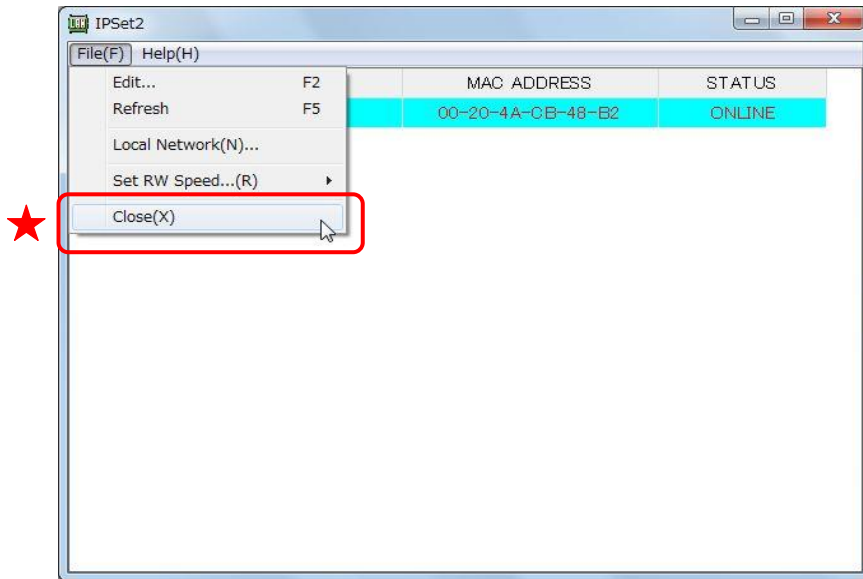 IPSet2
File(F) Help(H)
Edit... F2
Refresh F5
Local Network(N)...
Set RW Speed...(R)
Close(X)
MAC ADDRESS STATUS
00-20-4A-CB-48-B2 ONLINE